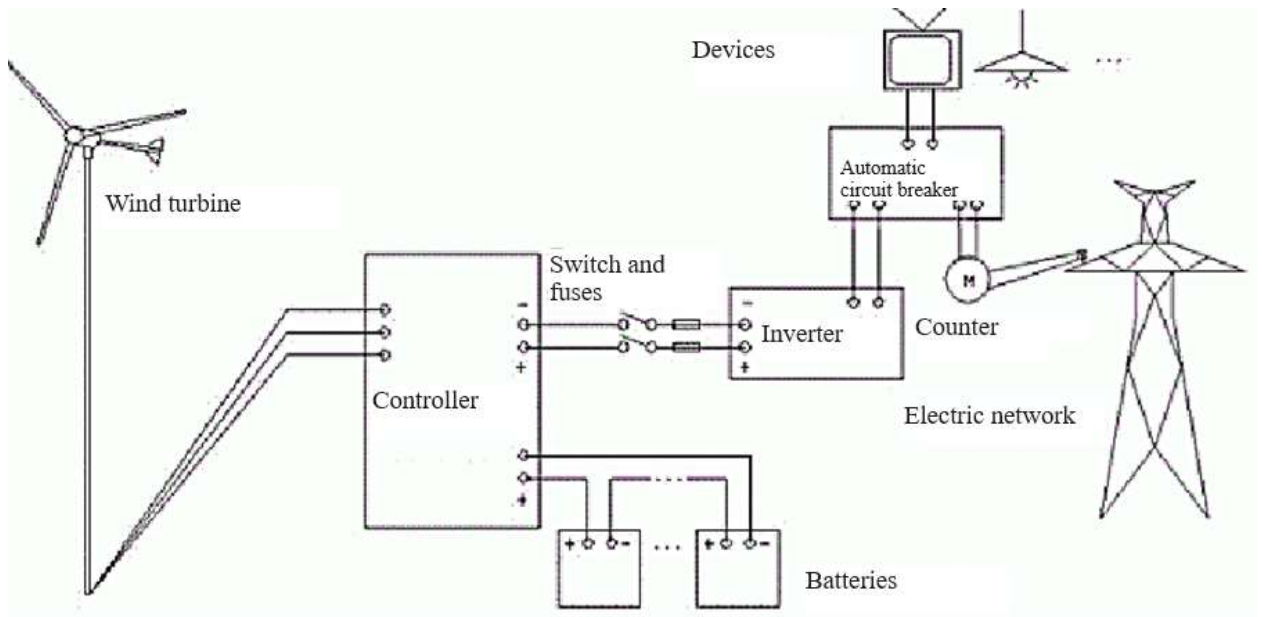 Devices
Automatic
circuit breaker
Wind turbine
Switch and
fuses
M
Inverter
Counter
Controller
Electric network
Batteries
-
+
-
+
+
+
-
...
+
-
...
...